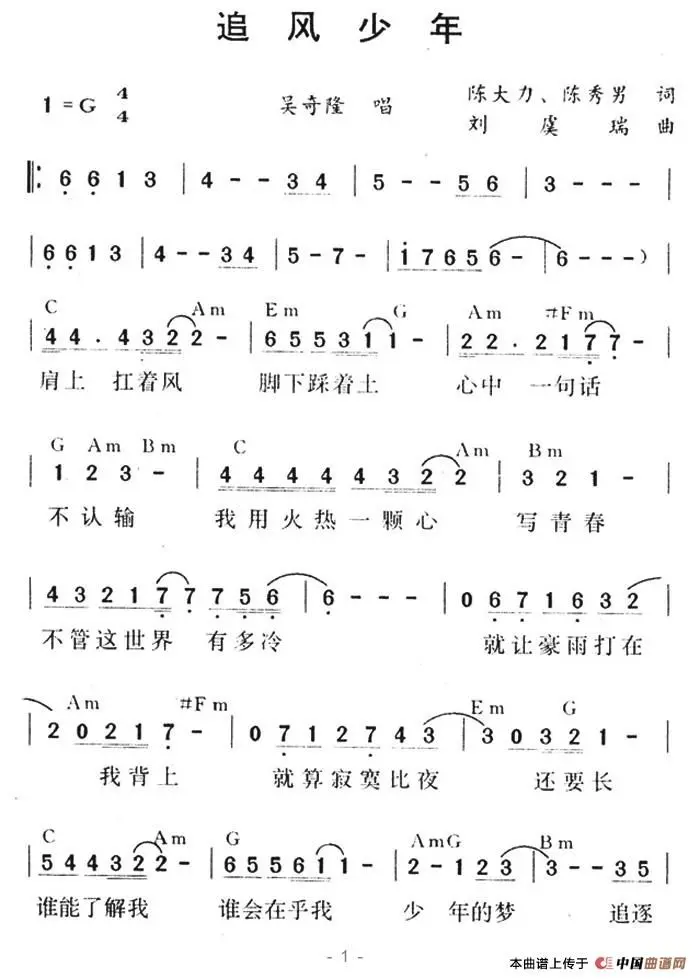 追风少年
1=G 4/4 吴奇隆 唱 陈大力、陈秀男 词
刘虞瑞 曲
‖: 6 6 1 3 | 4 - - 3 4 | 5 - - 5 6 | 3 - - - |
| 6 6 1 3 | 4 - - 3 4 | 5 - 7 - | i 7 6 5 6 - | 6 - - - ) |
C Am Em G Am #Fm
| 4 4 . 4 3 2 2 - | 6 5 5 3 1 1 - | 2 2 . 2 1 7 7 - |
肩上 扛着风 脚下踩着土 心中 一句话
G Am Bm C Am Bm
| 1 2 3 - | 4 4 4 4 4 3 2 2 | 3 2 1 - |
不认输 我用火热一颗心 写青春
| 4 3 2 1 7 7 7 5 6 | 6 - - - | 0 6 7 1 6 3 2 |
不管这世界 有多冷 就让豪雨打在
Am #Fm Em G
| 2 0 2 1 7 - | 0 7 1 2 7 4 3 | 3 0 3 2 1 - |
我背上 就算寂寞比夜 还要长
C Am G AmG Bm
| 5 4 4 3 2 2 - | 6 5 5 6 1 1 - | 2 - 1 2 3 | 3 - - 3 5 |
谁能了解我 谁会在乎我 少年的梦 追逐
- 1 -
本曲谱上传于 中国曲谱网